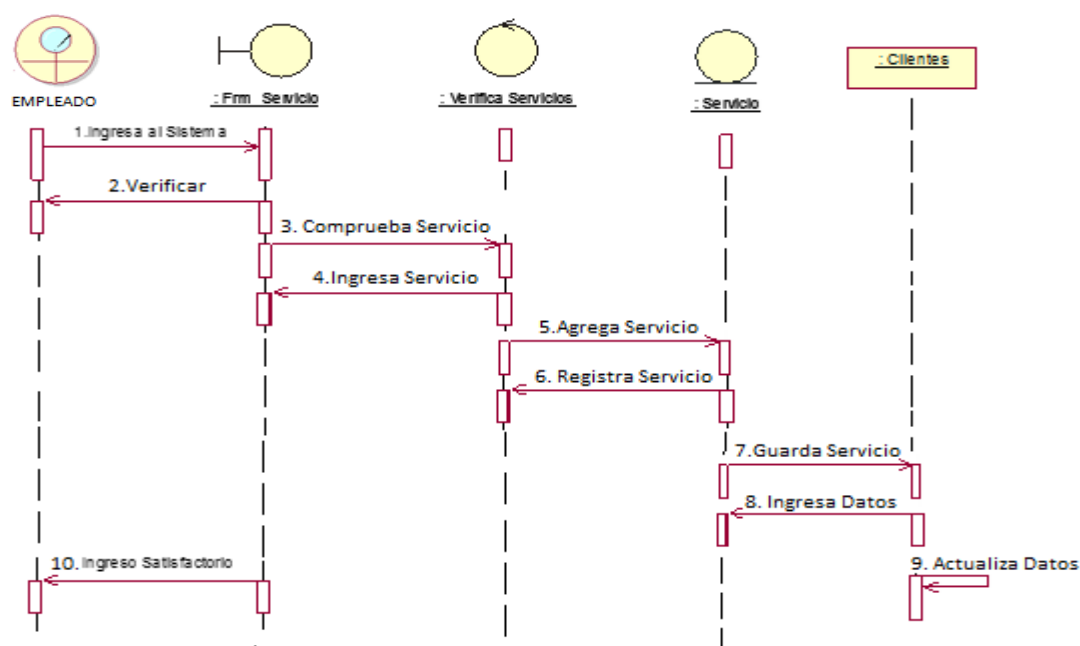 EMPLEADO
: Frm_Servicio
: Verifica Servicios
: Servicio
: Clientes
1.Ingresa al Sistema
2.Verificar
3. Comprueba Servicio
4.Ingresa Servicio
5.Agrega Servicio
6. Registra Servicio
7.Guarda Servicio
8. Ingresa Datos
9. Actualiza Datos
10. Ingreso Satisfactorio